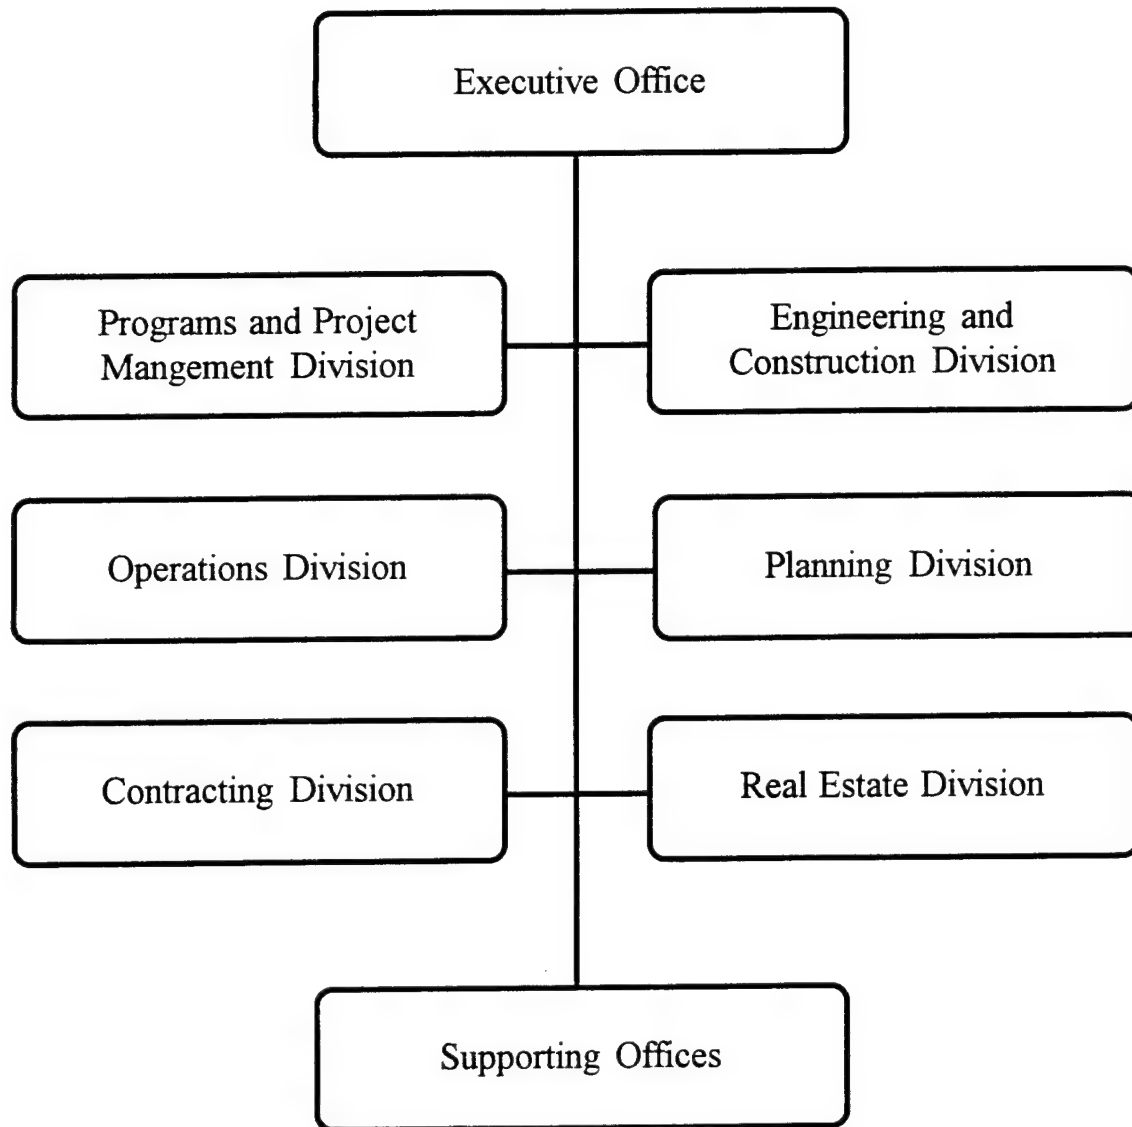 Executive Office
Programs and Project
Mangement Division
Engineering and
Construction Division
Operations Division
Planning Division
Contracting Division
Real Estate Division
Supporting Offices